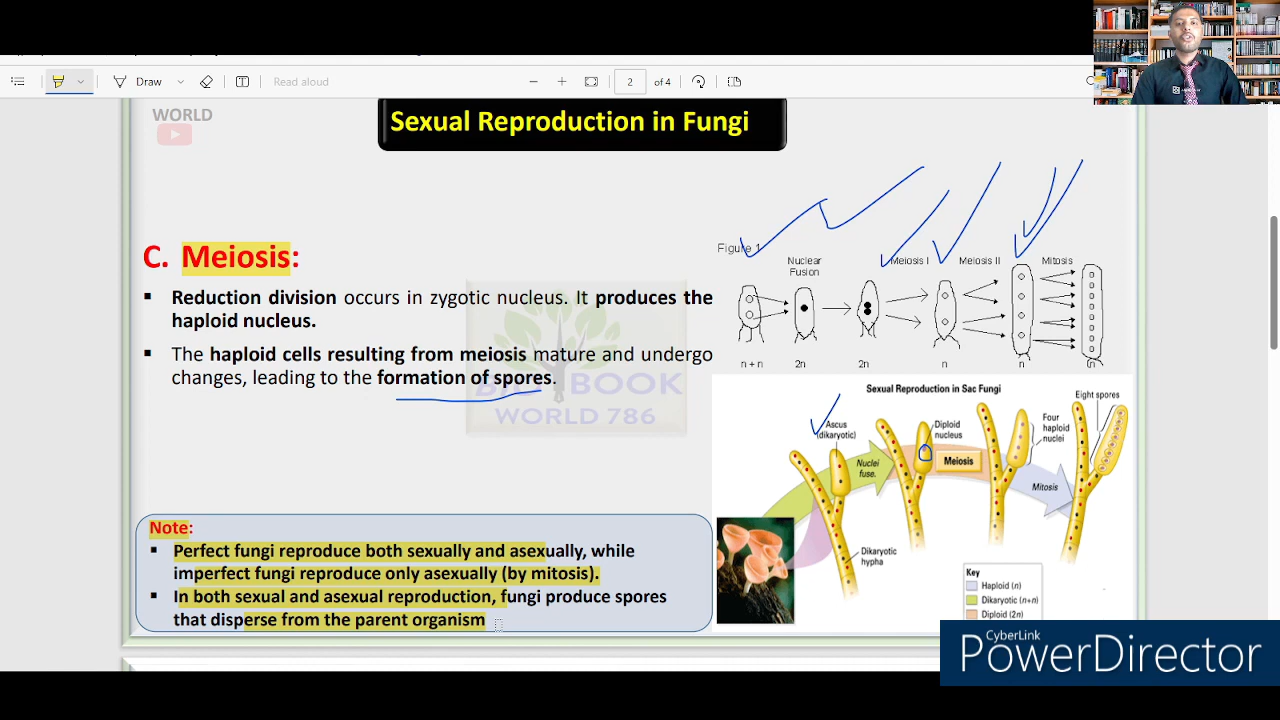 Draw
Read aloud
2 of 4
WORLD
Sexual Reproduction in Fungi
C. Meiosis:
▪ Reduction division occurs in zygotic nucleus. It produces the
haploid nucleus.
▪ The haploid cells resulting from meiosis mature and undergo
changes, leading to the formation of spores.
BOOK
WORLD 786
Note:
▪ Perfect fungi reproduce both sexually and asexually, while
imperfect fungi reproduce only asexually (by mitosis).
▪ In both sexual and asexual reproduction, fungi produce spores
that disperse from the parent organism
Figure 1
Nuclear
Fusion
Meiosis I
Meiosis II
Mitosis
n + n
2n
2n
n
n
n
Sexual Reproduction in Sac Fungi
Ascus
(dikaryotic)
Nuclei
fuse.
Diploid
nucleus
Meiosis
Four
haploid
nuclei
Mitosis
Eight spores
Dikaryotic
hypha
Key
Haploid (n)
Dikaryotic (n+n)
Diploid (2n)
CyberLink
PowerDirector